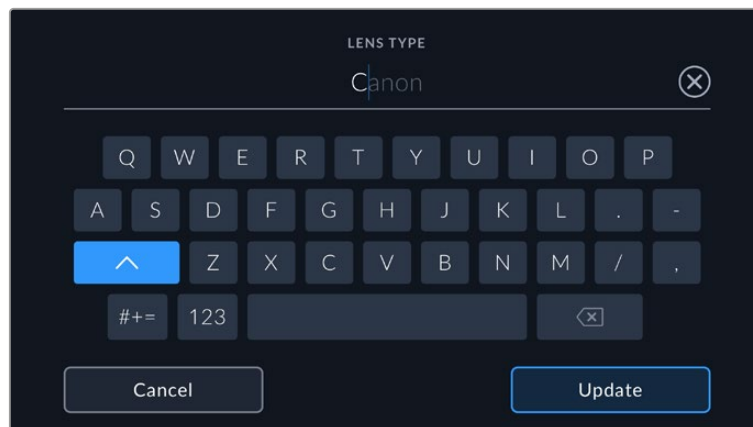 LENS TYPE
Canon
Q W E R T Y U I O P
A S D F G H J K L . -
Z X C V B N M / ,
#+= 123
Cancel Update